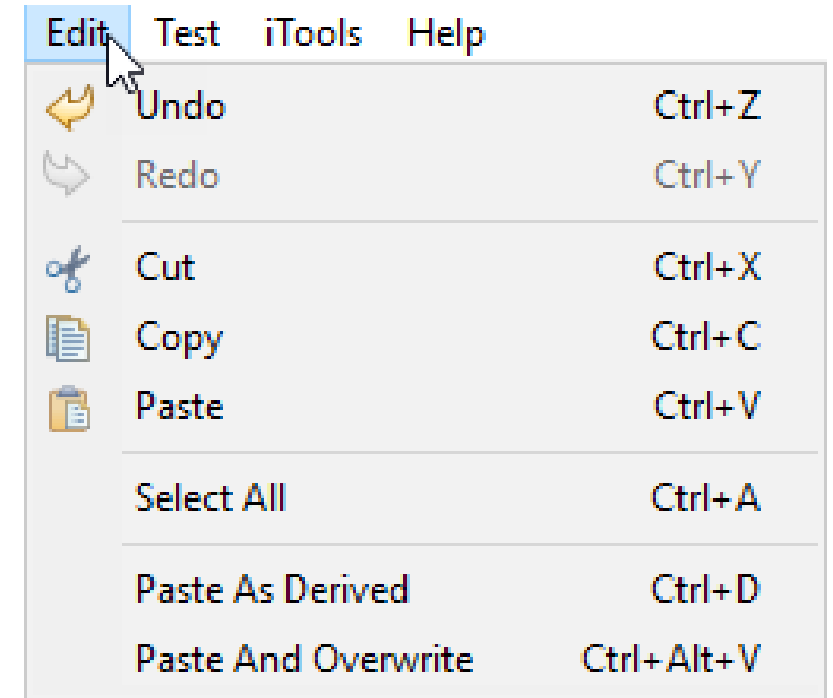 Edit Test iTools Help
Undo Ctrl+Z
Redo Ctrl+Y
Cut Ctrl+X
Copy Ctrl+C
Paste Ctrl+V
Select All Ctrl+A
Paste As Derived Ctrl+D
Paste And Overwrite Ctrl+Alt+V